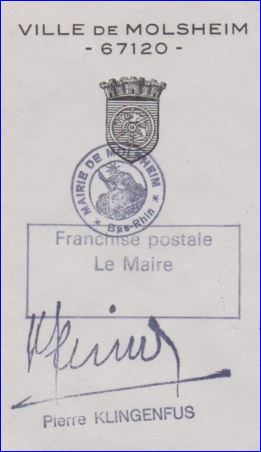 VILLE DE MOLSHEIM
- 67120 -
* MAIRIE DE MOLSHEIM * Bas-Rhin
Franchise postale
Le Maire
Pierre KLINGENFUS